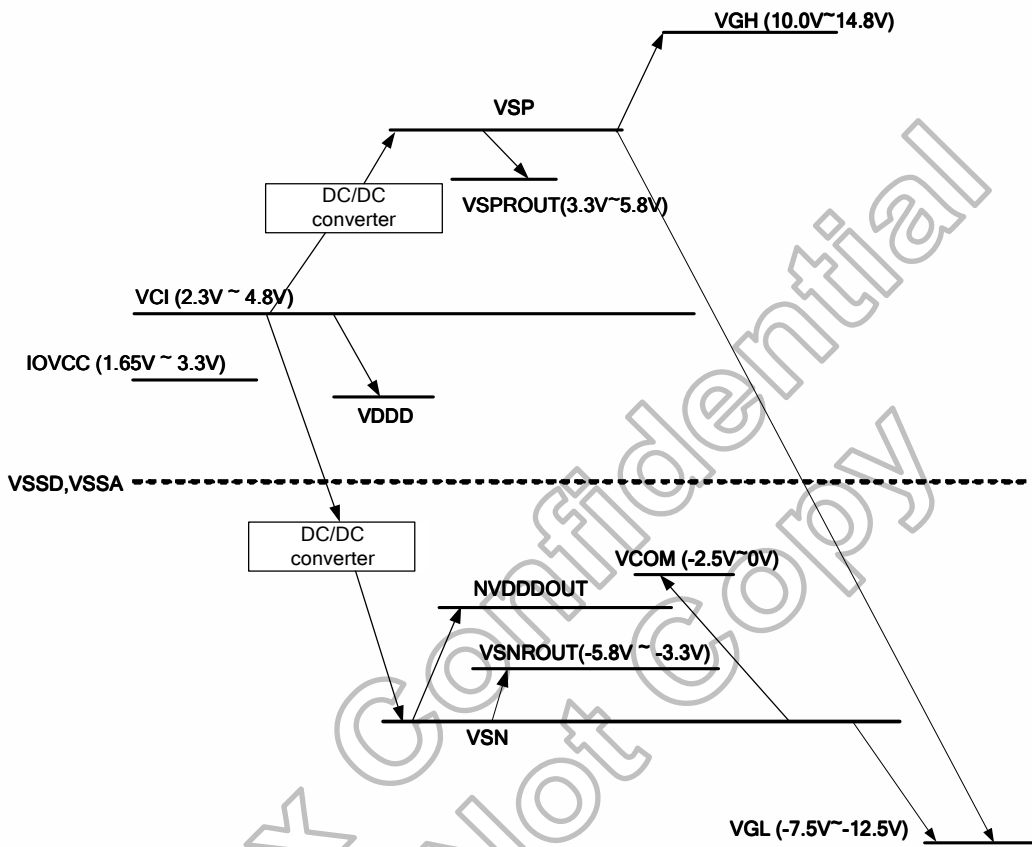 VGH (10.0V~14.8V)
VSP
DC/DC
converter
VSPROUT(3.3V~5.8V)
VCI (2.3V ~ 4.8V)
IOVCC (1.65V ~ 3.3V)
VDDD
VSSD,VSSA
DC/DC
converter
VCOM (-2.5V~0V)
NVDDDOUT
VSNROUT(-5.8V ~ -3.3V)
VSN
VGL (-7.5V~-12.5V)
x Confidential
Not Copy